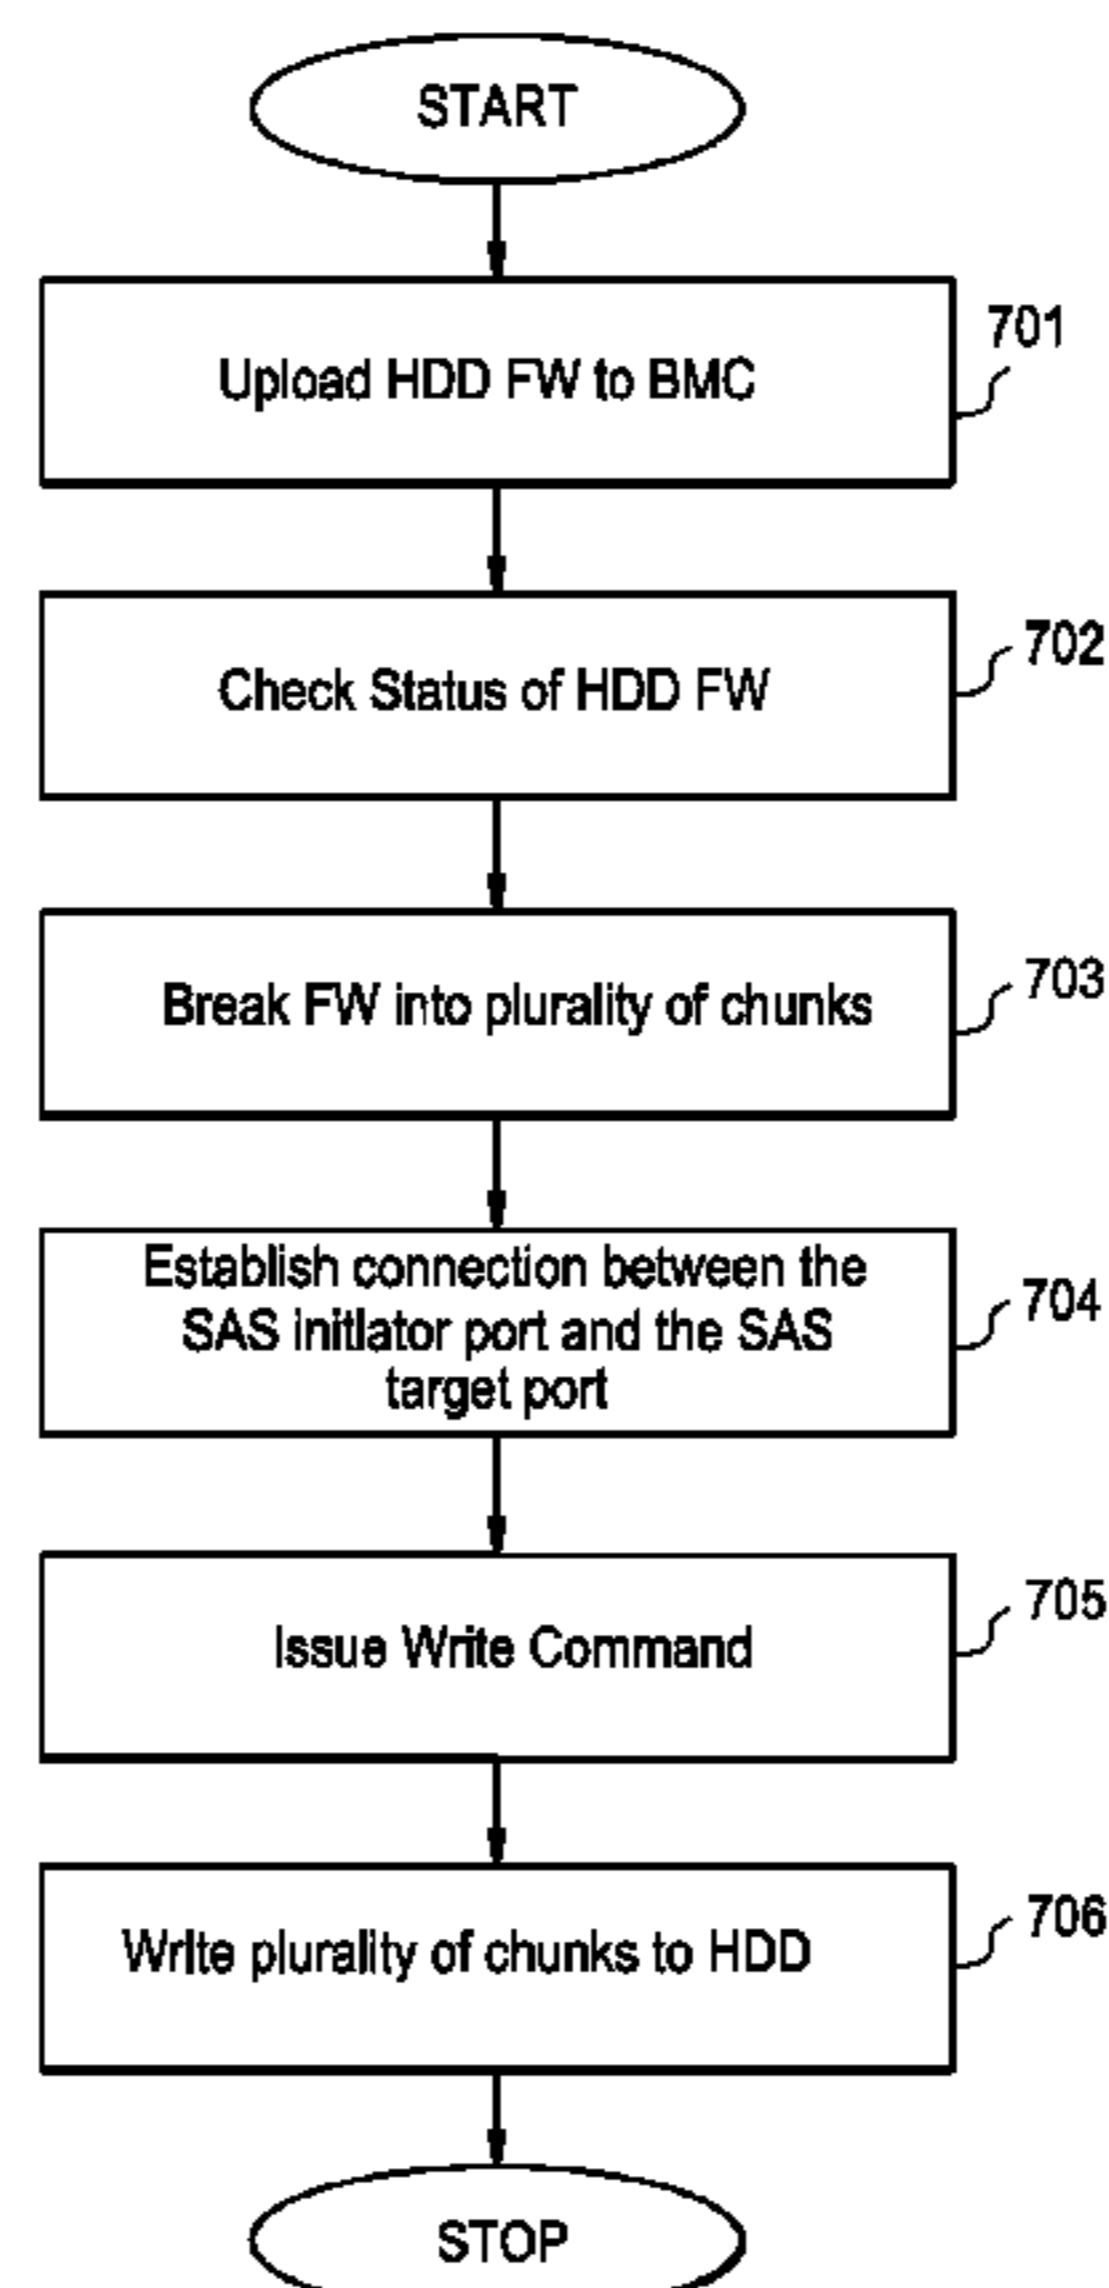 START
Upload HDD FW to BMC
701
Check Status of HDD FW
702
Break FW into plurality of chunks
703
Establish connection between the
SAS initiator port and the SAS
target port
704
Issue Write Command
705
Write plurality of chunks to HDD
706
STOP